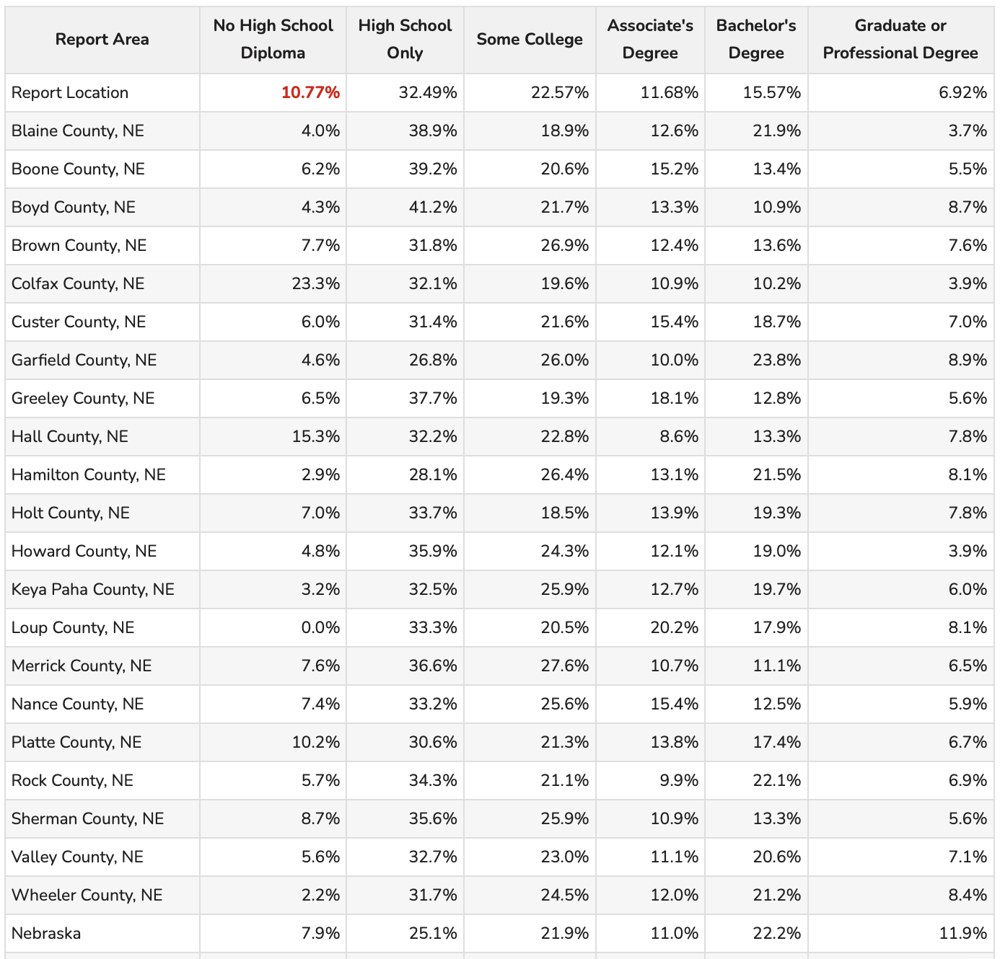 Report Area No High School Diploma High School Only Some College Associate's Degree Bachelor's Degree Graduate or Professional Degree
Report Location 10.77% 32.49% 22.57% 11.68% 15.57% 6.92%
Blaine County, NE 4.0% 38.9% 18.9% 12.6% 21.9% 3.7%
Boone County, NE 6.2% 39.2% 20.6% 15.2% 13.4% 5.5%
Boyd County, NE 4.3% 41.2% 21.7% 13.3% 10.9% 8.7%
Brown County, NE 7.7% 31.8% 26.9% 12.4% 13.6% 7.6%
Colfax County, NE 23.3% 32.1% 19.6% 10.9% 10.2% 3.9%
Custer County, NE 6.0% 31.4% 21.6% 15.4% 18.7% 7.0%
Garfield County, NE 4.6% 26.8% 26.0% 10.0% 23.8% 8.9%
Greeley County, NE 6.5% 37.7% 19.3% 18.1% 12.8% 5.6%
Hall County, NE 15.3% 32.2% 22.8% 8.6% 13.3% 7.8%
Hamilton County, NE 2.9% 28.1% 26.4% 13.1% 21.5% 8.1%
Holt County, NE 7.0% 33.7% 18.5% 13.9% 19.3% 7.8%
Howard County, NE 4.8% 35.9% 24.3% 12.1% 19.0% 3.9%
Keya Paha County, NE 3.2% 32.5% 25.9% 12.7% 19.7% 6.0%
Loup County, NE 0.0% 33.3% 20.5% 20.2% 17.9% 8.1%
Merrick County, NE 7.6% 36.6% 27.6% 10.7% 11.1% 6.5%
Nance County, NE 7.4% 33.2% 25.6% 15.4% 12.5% 5.9%
Platte County, NE 10.2% 30.6% 21.3% 13.8% 17.4% 6.7%
Rock County, NE 5.7% 34.3% 21.1% 9.9% 22.1% 6.9%
Sherman County, NE 8.7% 35.6% 25.9% 10.9% 13.3% 5.6%
Valley County, NE 5.6% 32.7% 23.0% 11.1% 20.6% 7.1%
Wheeler County, NE 2.2% 31.7% 24.5% 12.0% 21.2% 8.4%
Nebraska 7.9% 25.1% 21.9% 11.0% 22.2% 11.9%